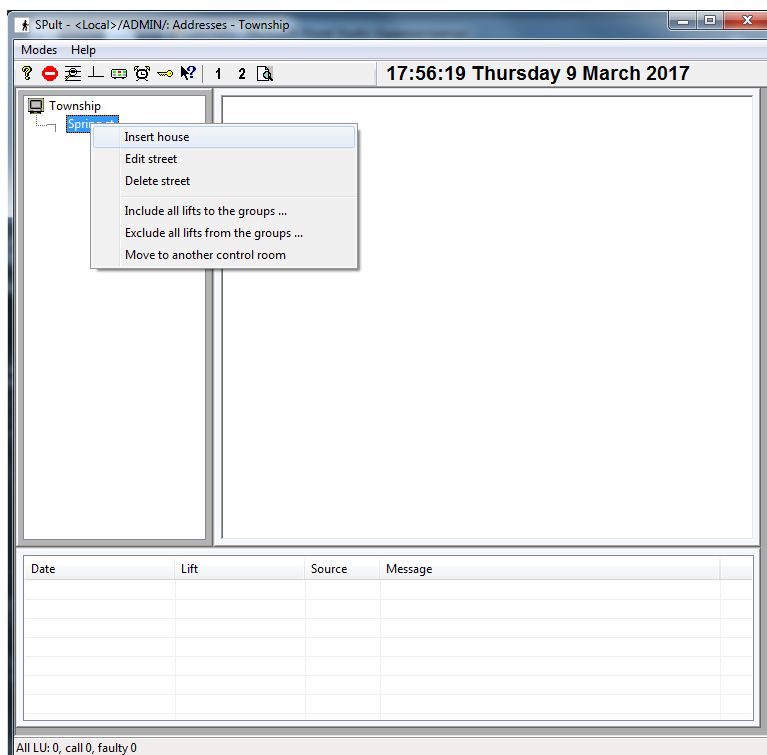 SPult - <Local>/ADMIN/: Addresses - Township
Modes Help
1 2 17:56:19 Thursday 9 March 2017
Township
Spring
Insert house
Edit street
Delete street
Include all lifts to the groups ...
Exclude all lifts from the groups ...
Move to another control room
Date Lift Source Message
All LU: 0, call 0, faulty 0